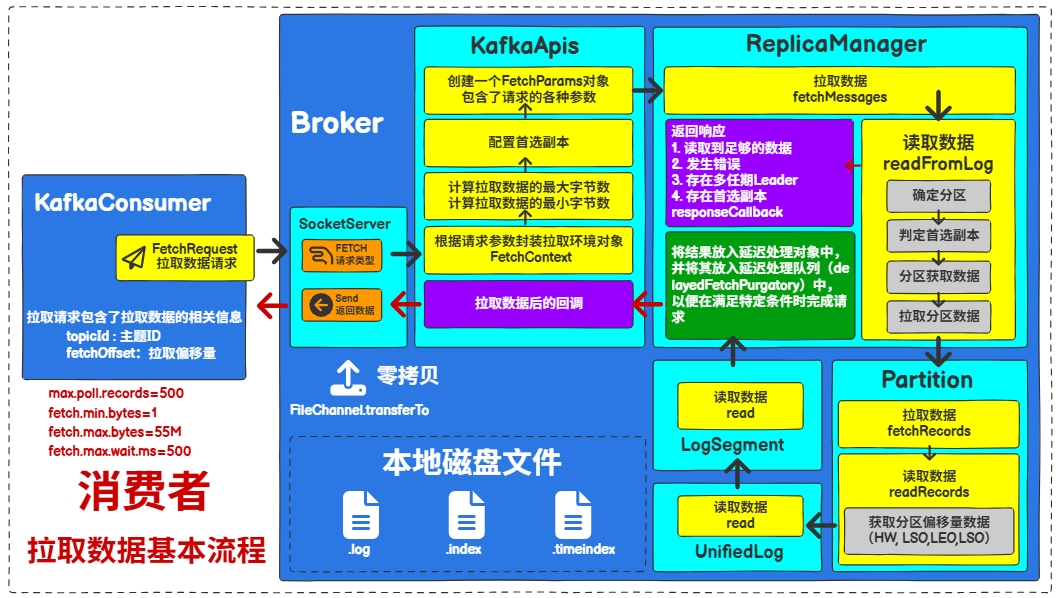 KafkaConsumer
FetchRequest
拉取数据请求
拉取请求包含了拉取数据的相关信息
topicId : 主题ID
fetchOffset：拉取偏移量
max.poll.records=500
fetch.min.bytes=1
fetch.max.bytes=55M
fetch.max.wait.ms=500
消费者
拉取数据基本流程
Broker
SocketServer
FETCH
请求类型
Send
返回数据
零拷贝
FileChannel.transferTo
本地磁盘文件
.log
.index
.timeindex
KafkaApis
创建一个FetchParams对象
包含了请求的各种参数
配置首选副本
计算拉取数据的最大字节数
计算拉取数据的最小字节数
根据请求参数封装拉取环境对象
FetchContext
拉取数据后的回调
ReplicaManager
拉取数据
fetchMessages
返回响应
1. 读取到足够的数据
2. 发生错误
3. 存在多任期Leader
4. 存在首选副本
responseCallback
将结果放入延迟处理对象中，
并将其放入延迟处理队列（de
layedFetchPurgatory）中，
以便在满足特定条件时完成请
求
读取数据
readFromLog
确定分区
判定首选副本
分区获取数据
拉取分区数据
Partition
拉取数据
fetchRecords
读取数据
readRecords
获取分区偏移量数据
（HW, LSO,LEO,LSO）
读取数据
read
LogSegment
读取数据
read
UnifiedLog